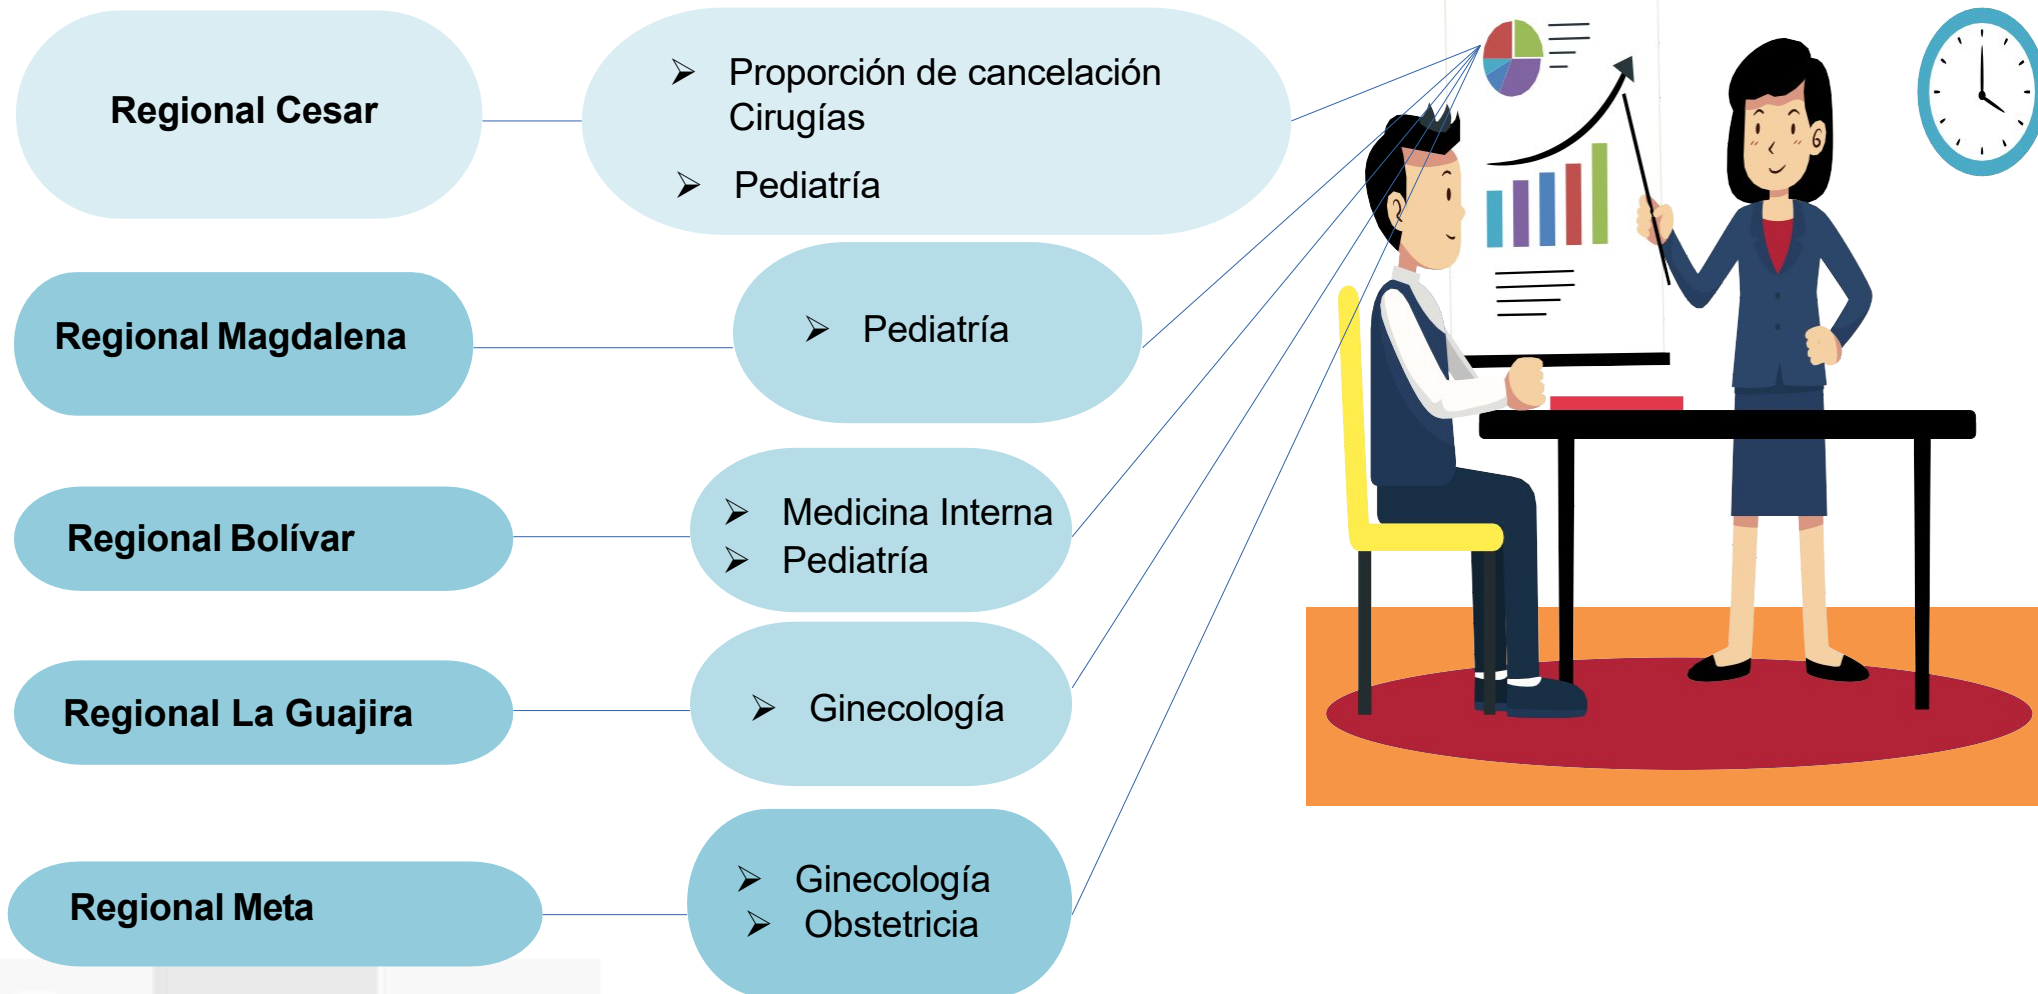 Regional Cesar
➢ Proporción de cancelación
Cirugías
➢ Pediatría
Regional Magdalena
➢ Pediatría
Regional Bolívar
➢ Medicina Interna
➢ Pediatría
Regional La Guajira
➢ Ginecología
Regional Meta
➢ Ginecología
➢ Obstetricia